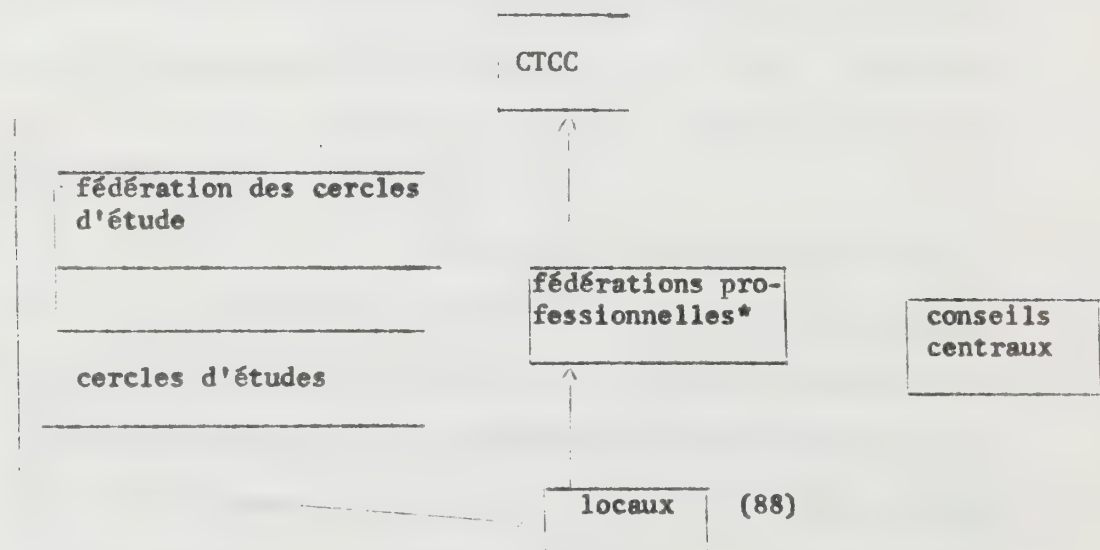 CTCC
fédération des cercles
d'étude
fédérations pro-
fessionnelles*
conseils
centraux
cercles d'études
locaux (88)